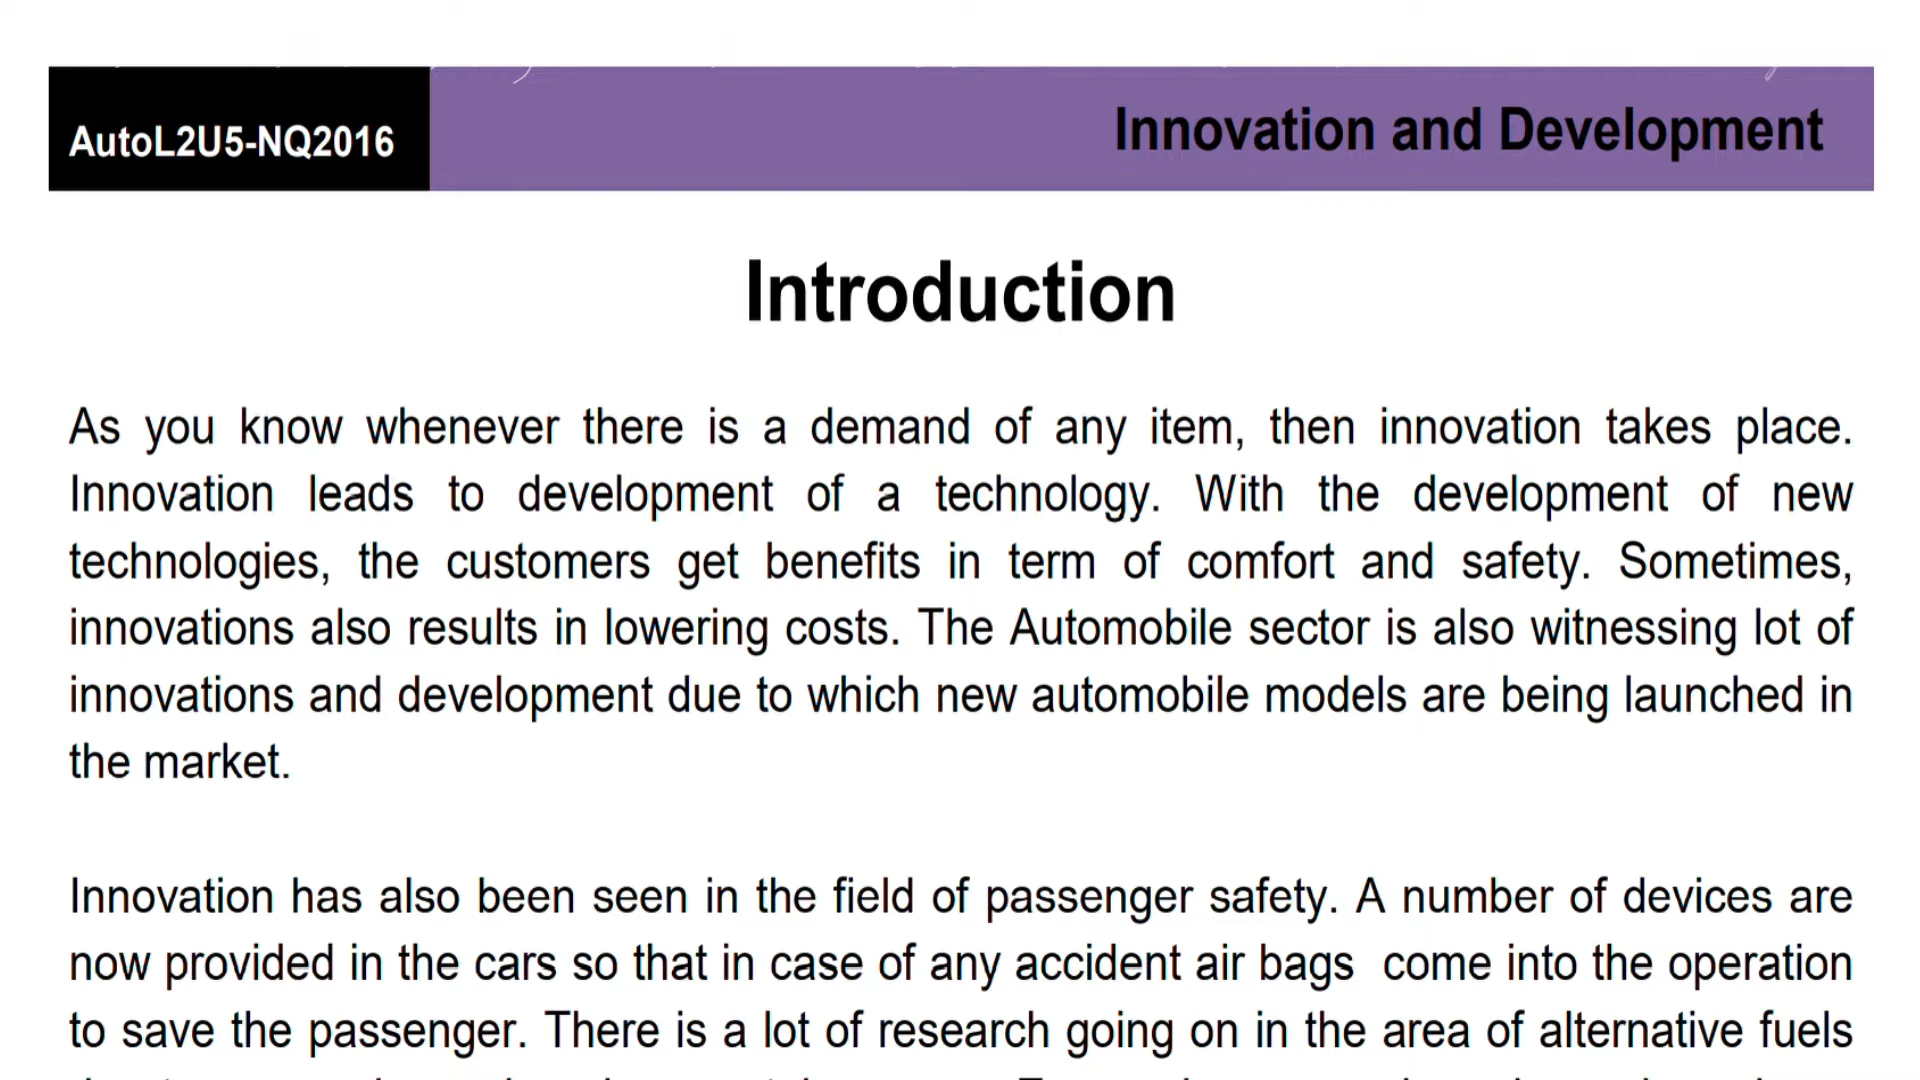 AutoL2U5-NQ2016
Innovation and Development
Introduction
As you know whenever there is a demand of any item, then innovation takes place.
Innovation leads to development of a technology. With the development of new
technologies, the customers get benefits in term of comfort and safety. Sometimes,
innovations also results in lowering costs. The Automobile sector is also witnessing lot of
innovations and development due to which new automobile models are being launched in
the market.
Innovation has also been seen in the field of passenger safety. A number of devices are
now provided in the cars so that in case of any accident air bags come into the operation
to save the passenger. There is a lot of research going on in the area of alternative fuels